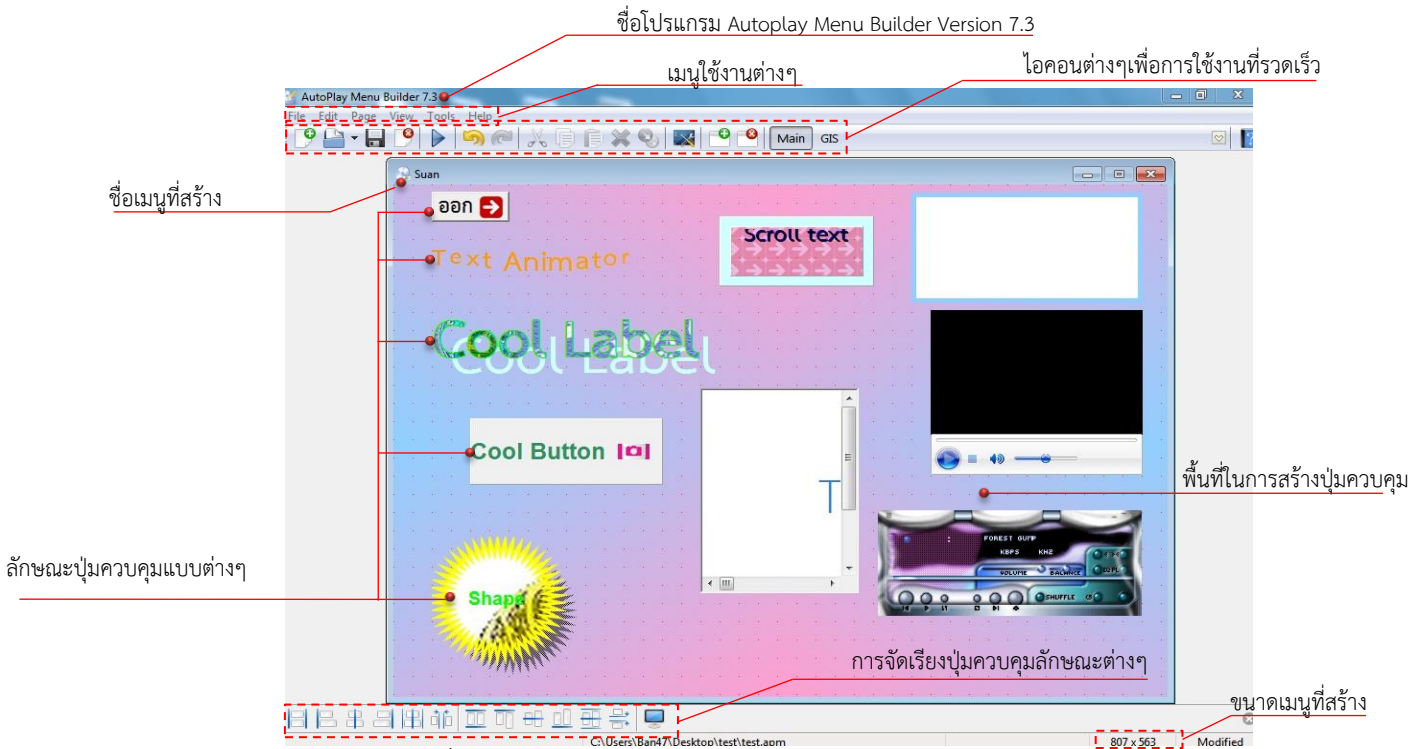 ชื่อโปรแกรม Autoplay Menu Builder Version 7.3
เมนูใช้งานต่างๆ
ไอคอนต่างๆเพื่อการใช้งานที่รวดเร็ว
AutoPlay Menu Builder 7.3
File Edit Page View Tools Help
Main GIS
Suan
ชื่อเมนูที่สร้าง
ออก
Scroll text
Text Animator
Cool Label
Cool Button
T
พื้นที่ในการสร้างปุ่มควบคุม
FOREST GUMP
KBPS KHZ
VOLUME BALANCE
SHUFFLE
ลักษณะปุ่มควบคุมแบบต่างๆ
Shape
การจัดเรียงปุ่มควบคุมลักษณะต่างๆ
ขนาดเมนูที่สร้าง
C:\Users\Ban47\Desktop\test\test.apm 807 x 563 Modified